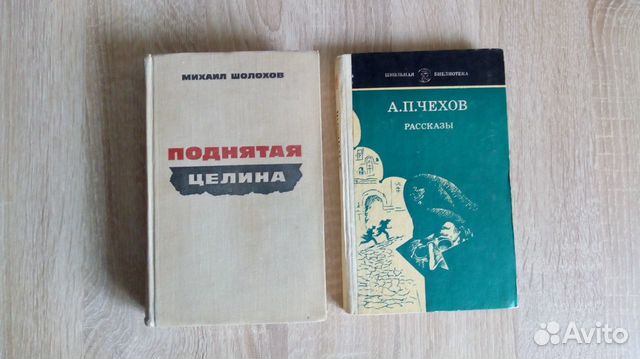 МИХАИЛ ШОЛОХОВ
ПОДНЯТАЯ
ЦЕЛИНА
ШКОЛЬНАЯ БИБЛИОТЕКА
А.П.ЧЕХОВ
РАССКАЗЫ
Avito